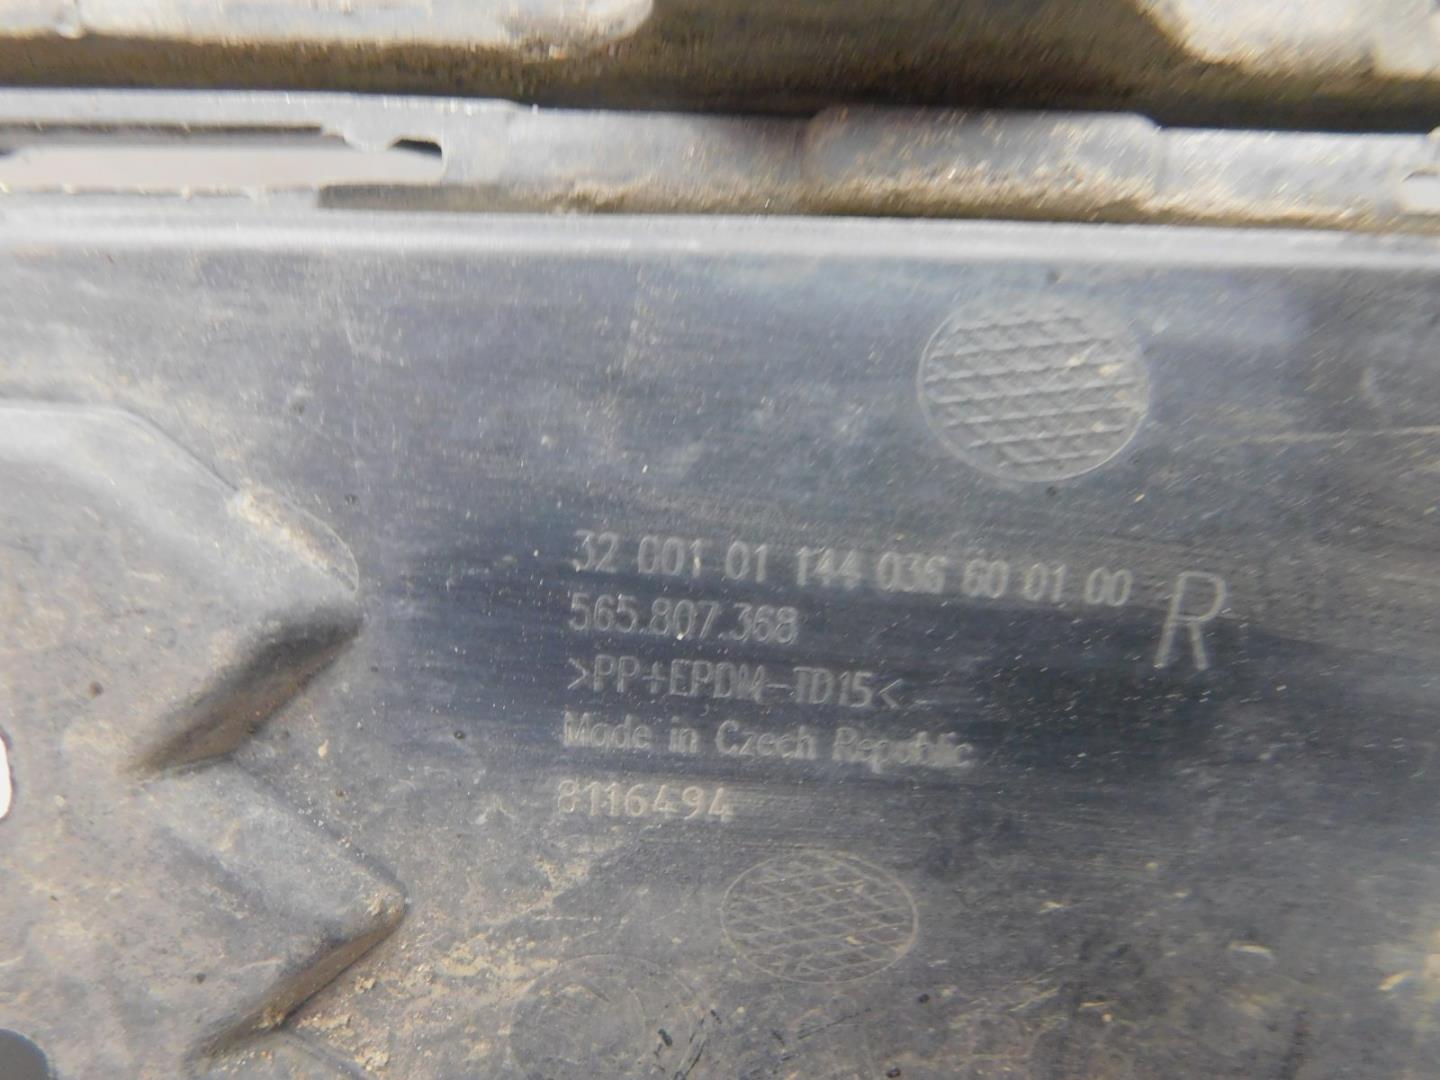 32 001 01 144 036 60 01 00 R
565.807.368
>PP+EPDM-TD15<
Made in Czech Republic
8116494